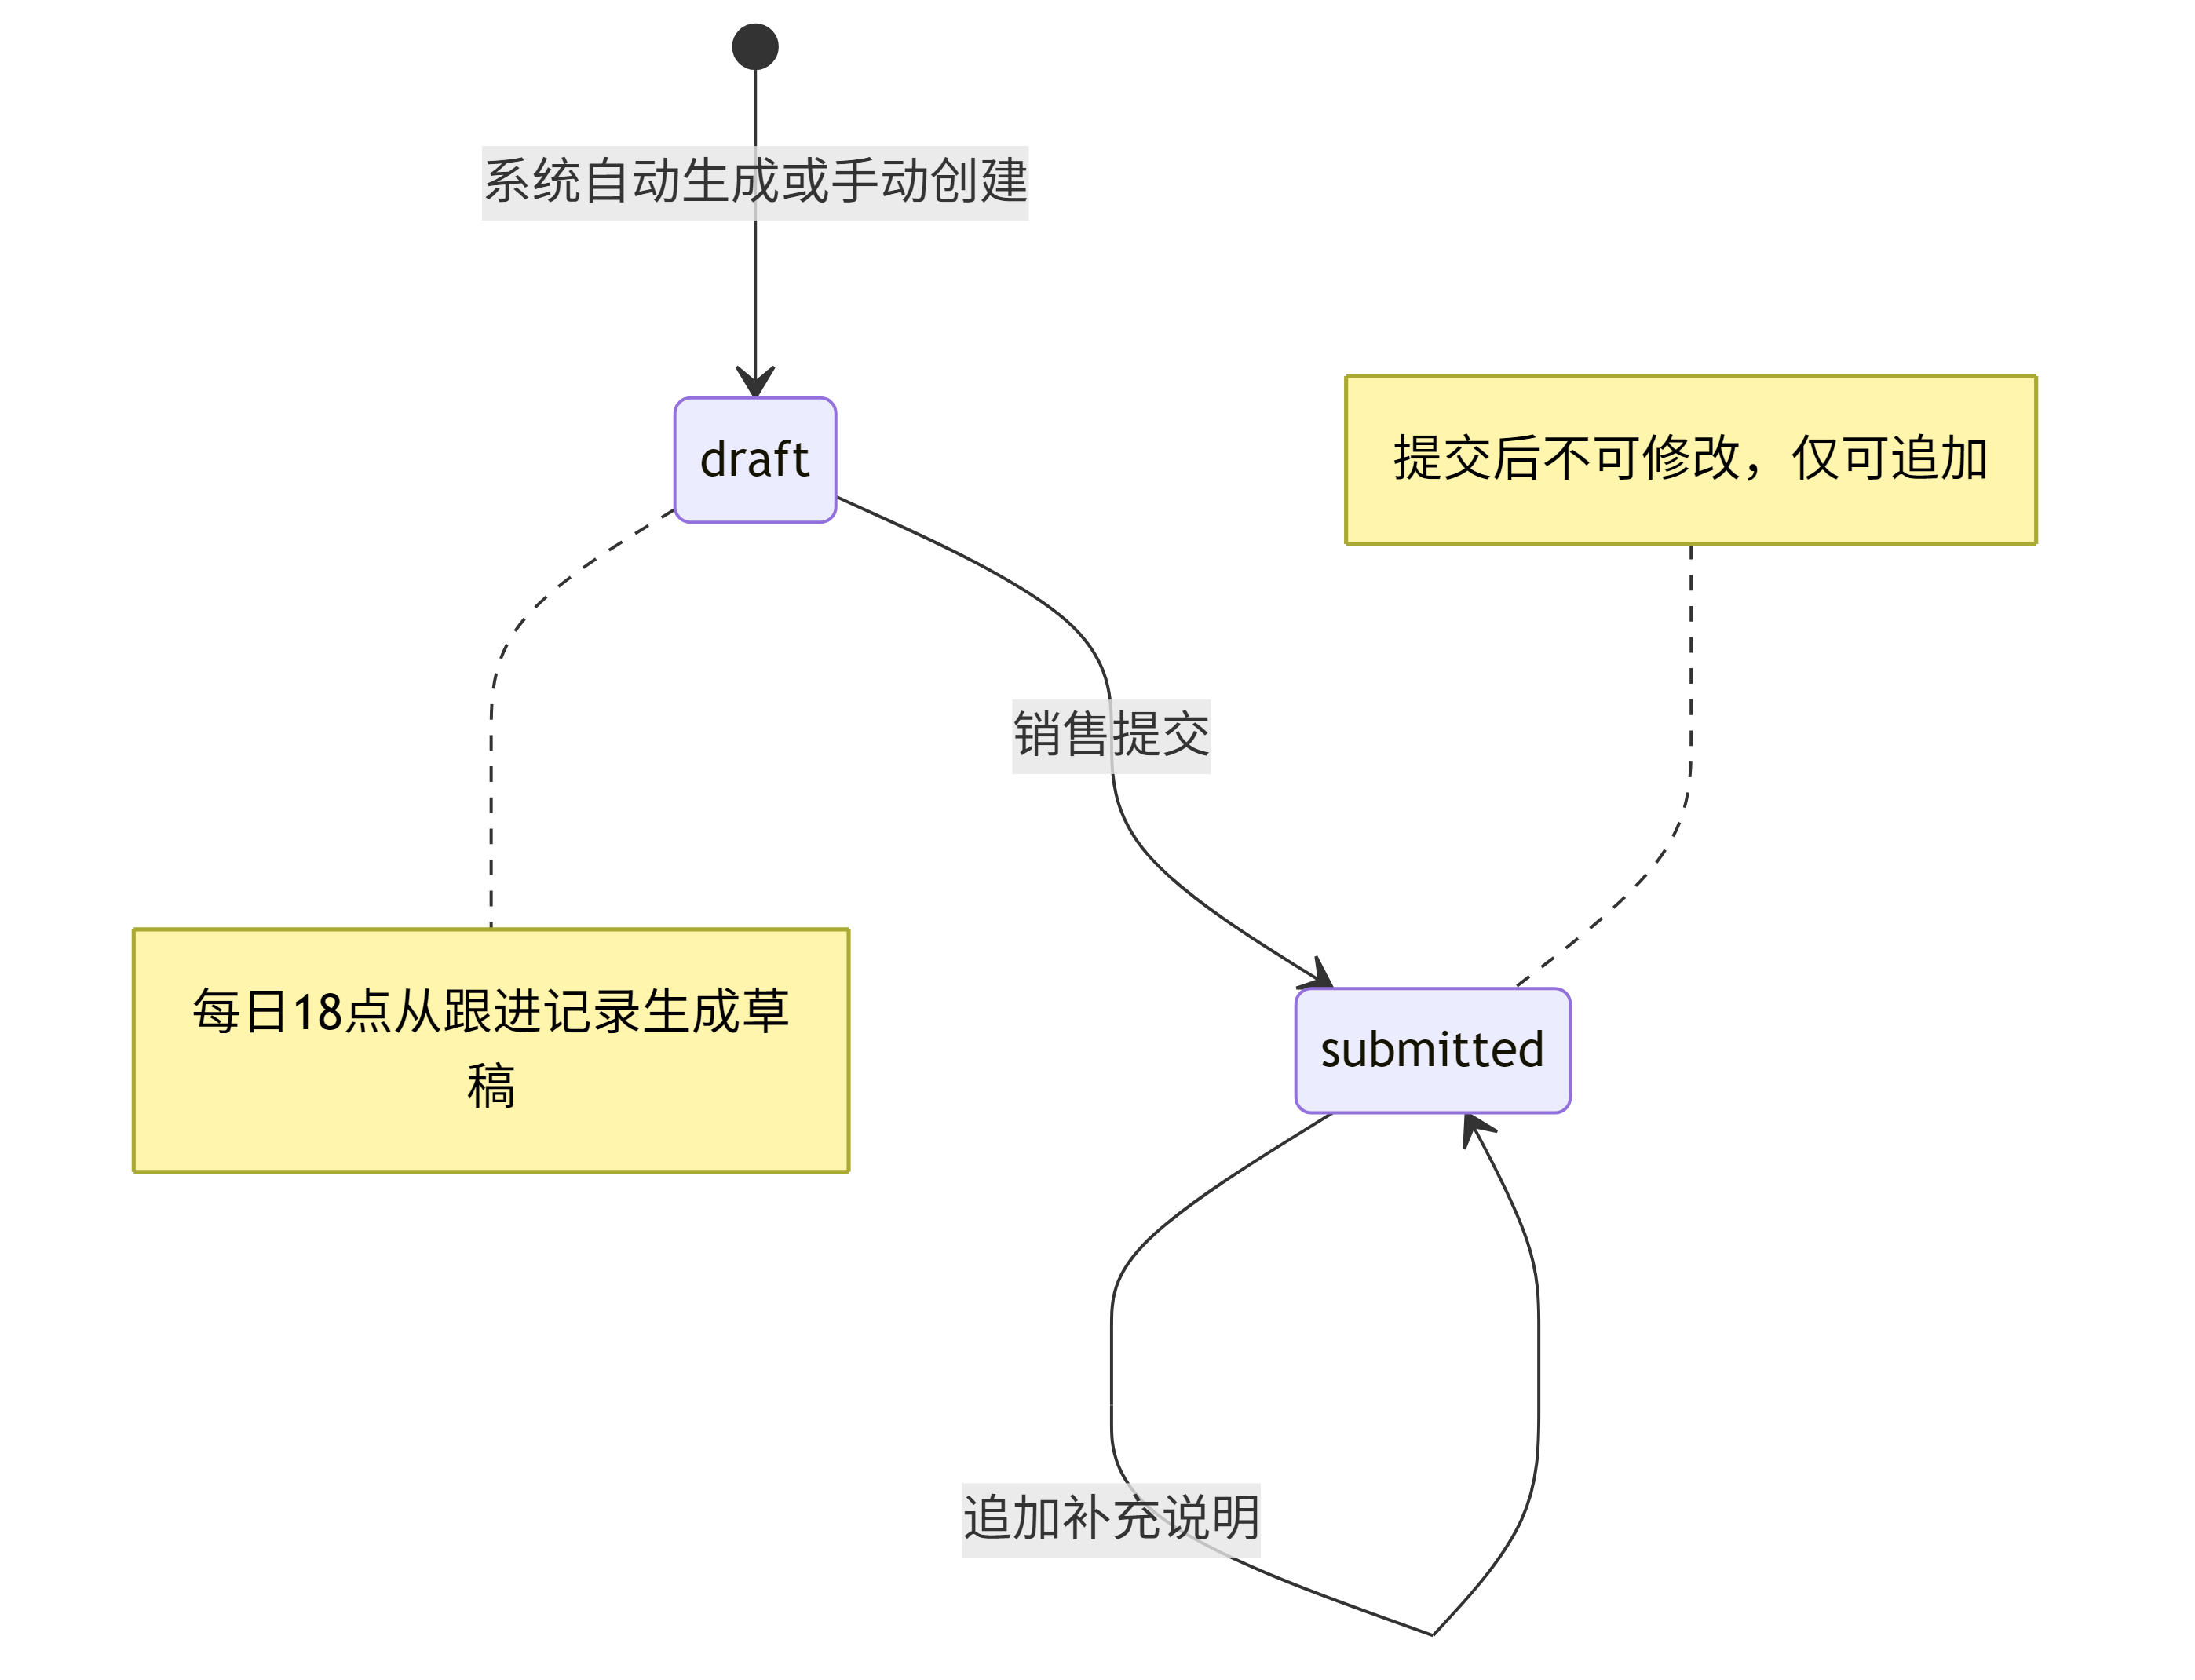 系统自动生成或手动创建
draft
提交后不可修改，仅可追加
销售提交
每日18点从跟进记录生成草
稿
submitted
追加补充说明